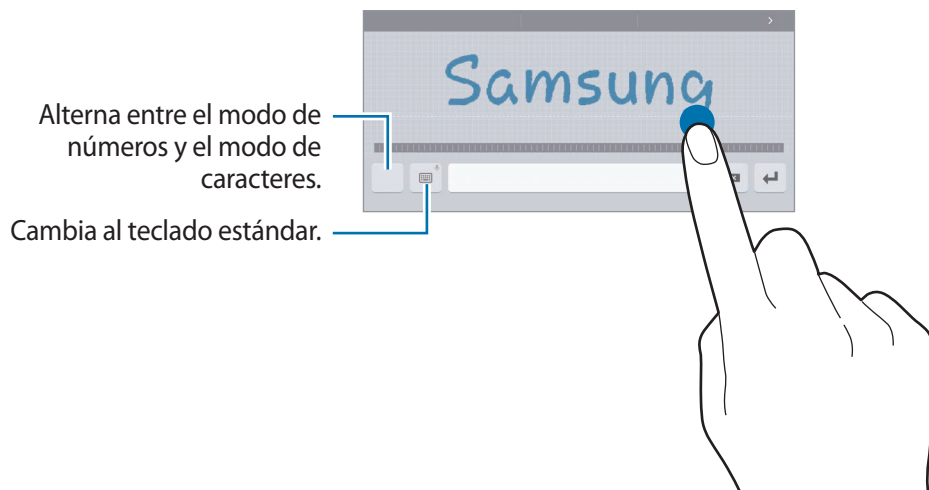 Samsung
Alterna entre el modo de
números y el modo de
caracteres.
Cambia al teclado estándar.